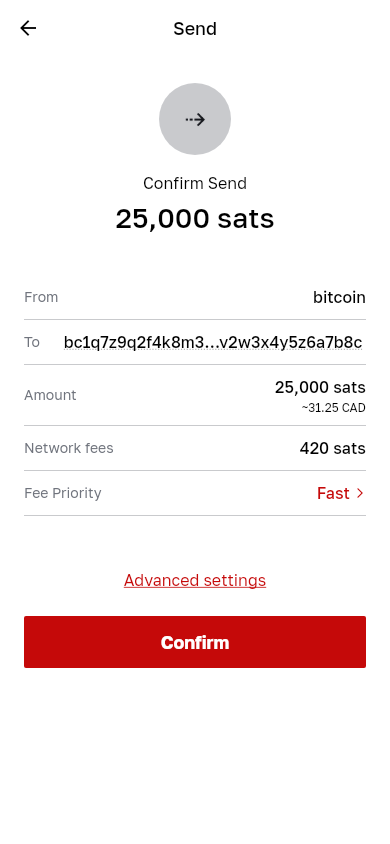 Send
Confirm Send
25,000 sats
From bitcoin
To bc1q7z9q2f4k8m3...v2w3x4y5z6a7b8c
Amount 25,000 sats
~31.25 CAD
Network fees 420 sats
Fee Priority Fast
Advanced settings
Confirm